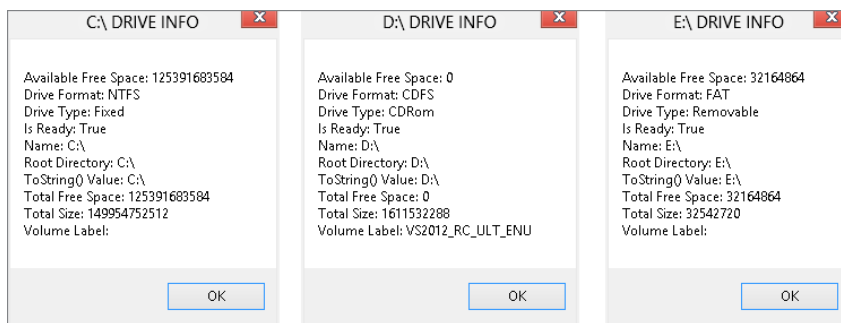 C:\ DRIVE INFO
X
Available Free Space: 125391683584
Drive Format: NTFS
Drive Type: Fixed
Is Ready: True
Name: C:\
Root Directory: C:\
ToString() Value: C:\
Total Free Space: 125391683584
Total Size: 149954752512
Volume Label:
OK
D:\ DRIVE INFO
X
Available Free Space: 0
Drive Format: CDFS
Drive Type: CDRom
Is Ready: True
Name: D:\
Root Directory: D:\
ToString() Value: D:\
Total Free Space: 0
Total Size: 1611532288
Volume Label: VS2012_RC_ULT_ENU
OK
E:\ DRIVE INFO
X
Available Free Space: 32164864
Drive Format: FAT
Drive Type: Removable
Is Ready: True
Name: E:\
Root Directory: E:\
ToString() Value: E:\
Total Free Space: 32164864
Total Size: 32542720
Volume Label:
OK